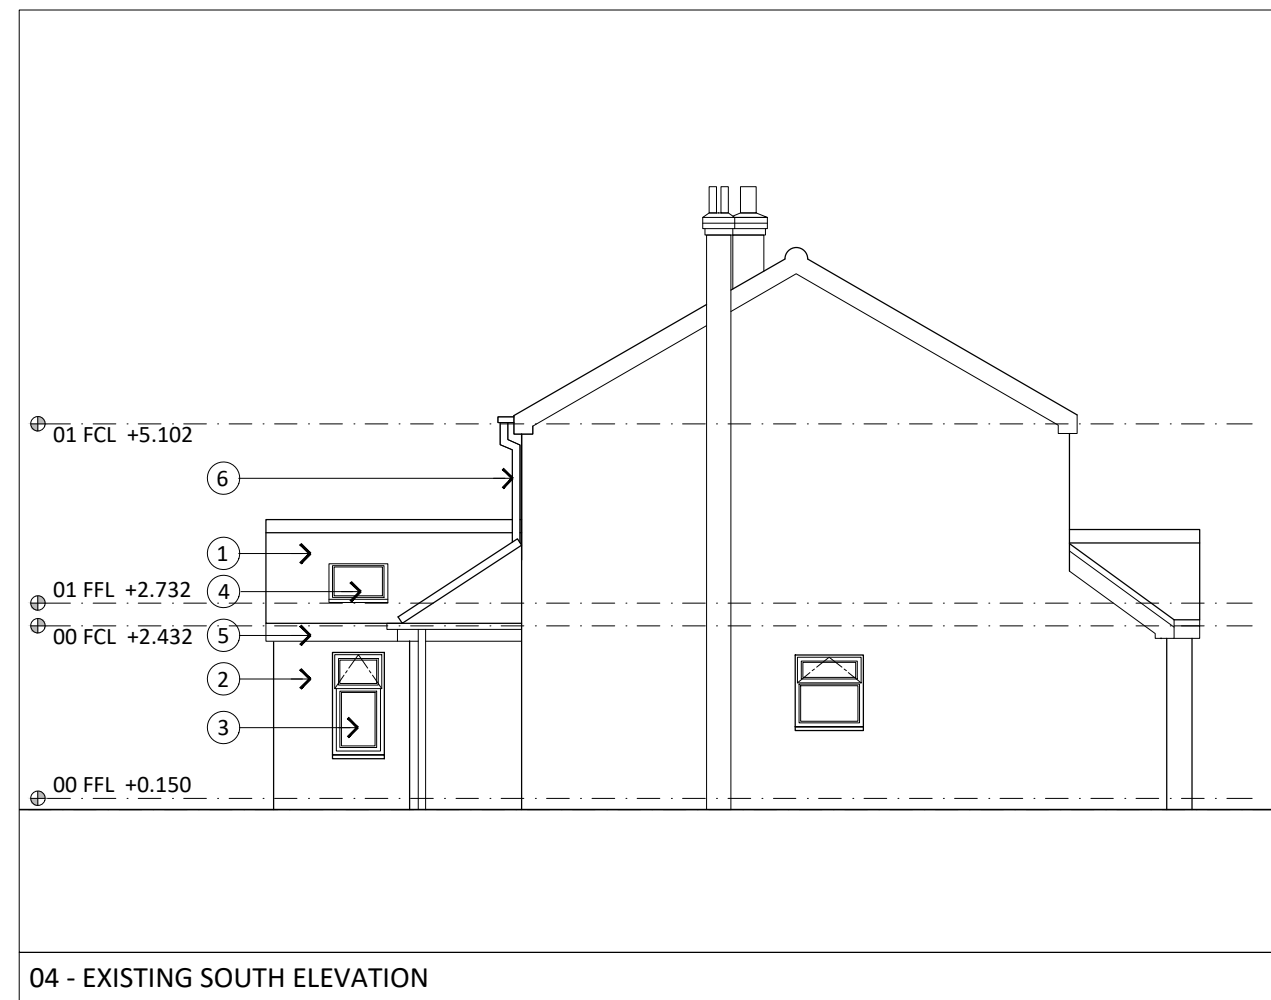 01 FCL +5.102
6
1
01 FFL +2.732
4
00 FCL +2.432
5
2
3
00 FFL +0.150
04 - EXISTING SOUTH ELEVATION